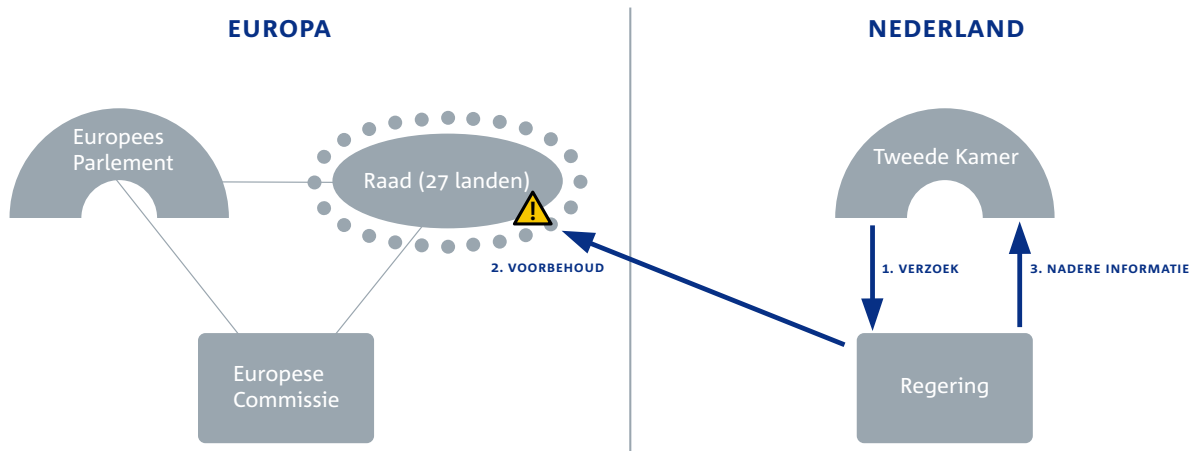 EUROPA
NEDERLAND
Europees
Parlement
Raad (27 landen)
Tweede Kamer
2. VOORBEHOUD
1. VERZOEK
3. NADERE INFORMATIE
Europese
Commissie
Regering